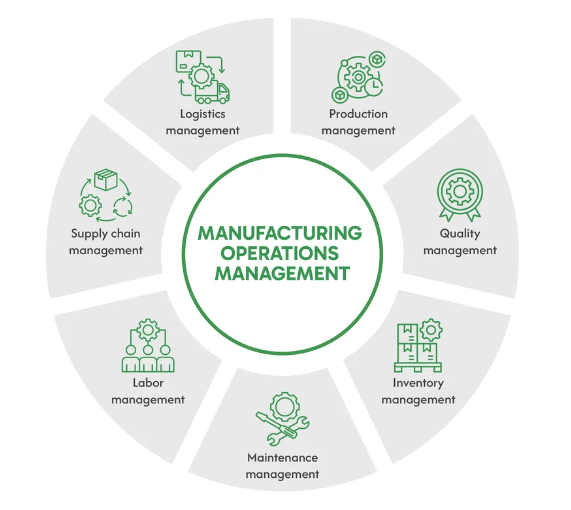 MANUFACTURING
OPERATIONS
MANAGEMENT
Production
management
Quality
management
Inventory
management
Maintenance
management
Labor
management
Supply chain
management
Logistics
management